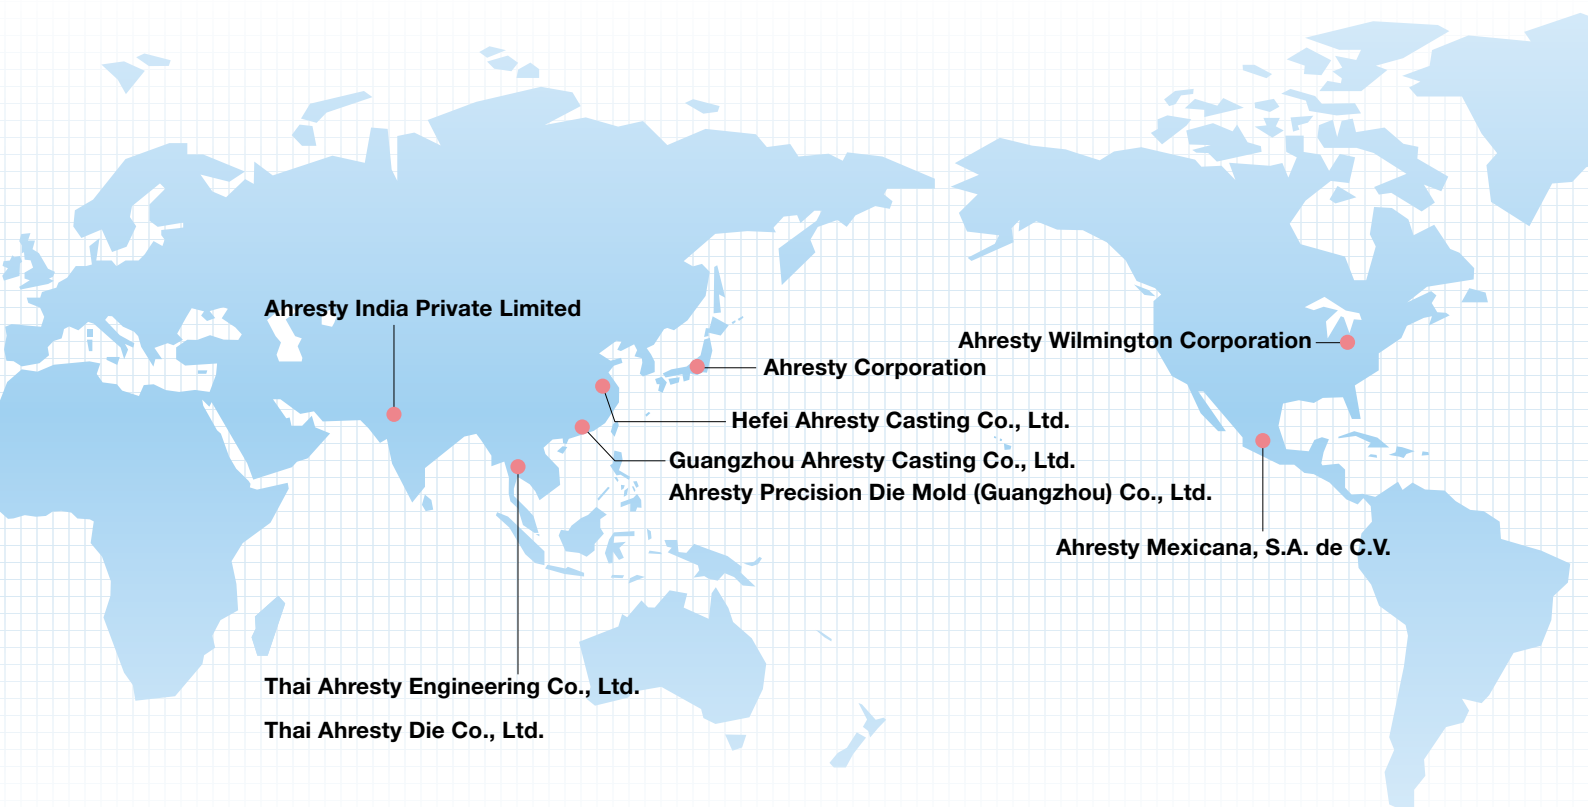 Ahresty India Private Limited
Ahresty Wilmington Corporation
Ahresty Corporation
Hefei Ahresty Casting Co., Ltd.
Guangzhou Ahresty Casting Co., Ltd.
Ahresty Precision Die Mold (Guangzhou) Co., Ltd.
Ahresty Mexicana, S.A. de C.V.
Thai Ahresty Engineering Co., Ltd.
Thai Ahresty Die Co., Ltd.